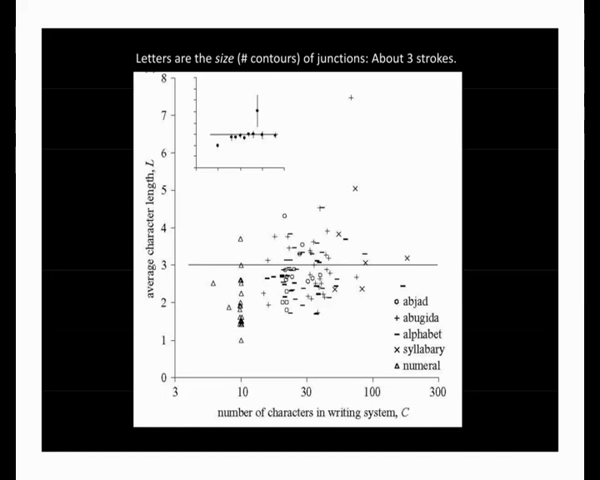 Letters are the size (# contours) of junctions: About 3 strokes.
8
7
6
5
4
3
2
1
0
average character length, L
abjad
abugida
alphabet
syllabary
numeral
3 10 30 100 300
number of characters in writing system, C